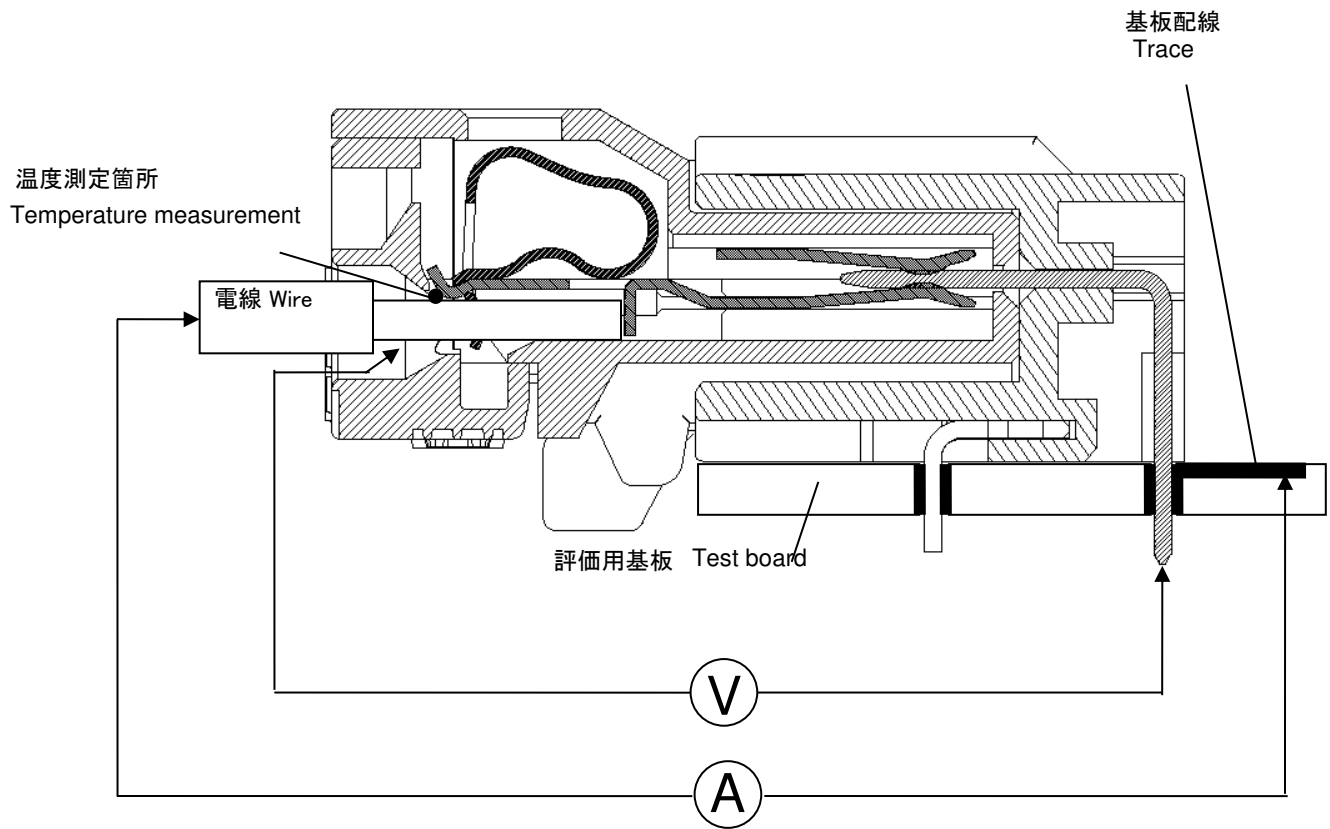 基板配線
Trace
温度測定箇所
Temperature measurement
電線 Wire
評価用基板 Test board
V
A